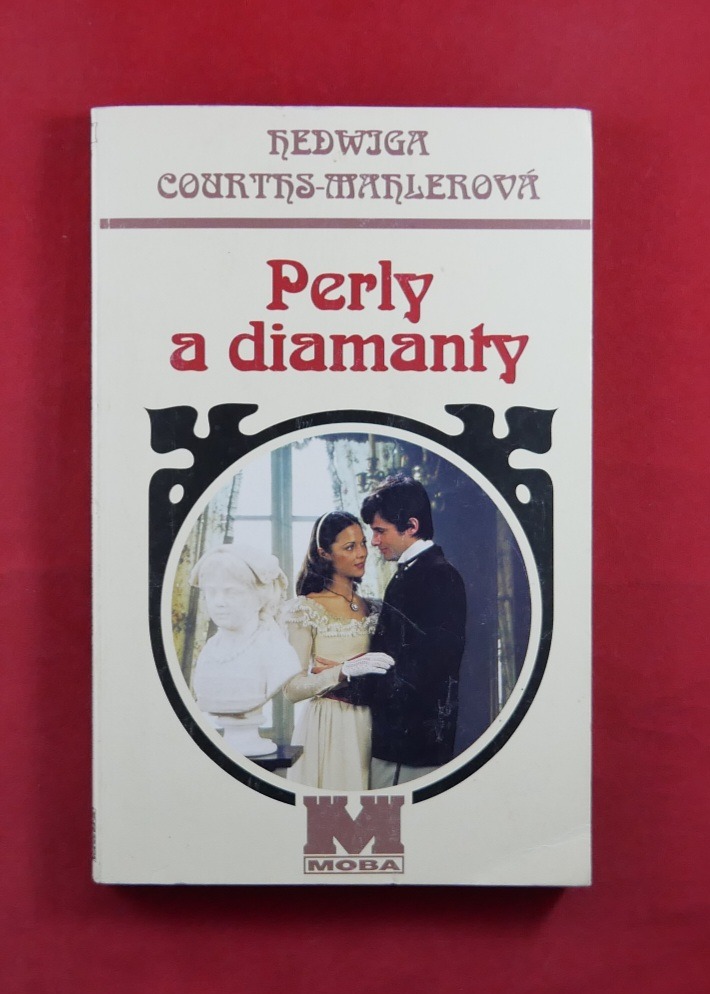 HEDWIGA
COURTHS-MAHLEROVÁ
Perly
a diamanty
M
MOBA